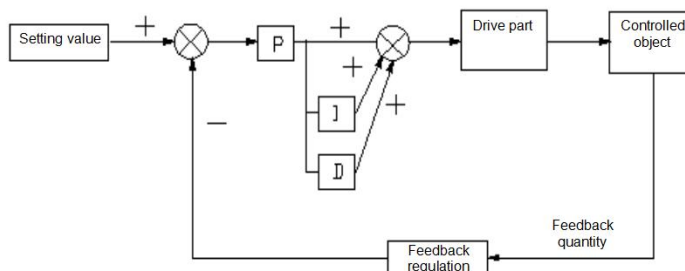 Setting value
+
P
+
+
+
Drive part
Controlled
object
−
I
D
Feedback
quantity
Feedback
regulation